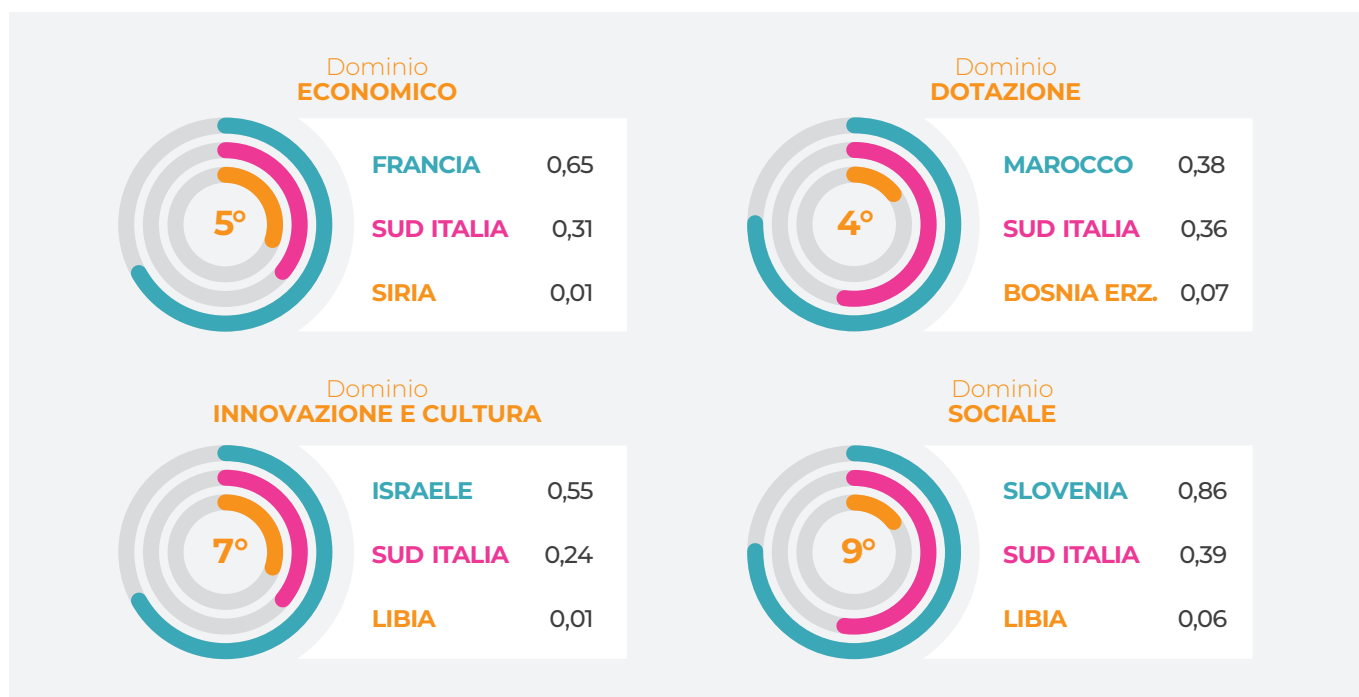 Dominio
ECONOMICO
5°
FRANCIA 0,65
SUD ITALIA 0,31
SIRIA 0,01
Dominio
DOTAZIONE
4°
MAROCCO 0,38
SUD ITALIA 0,36
BOSNIA ERZ. 0,07
Dominio
INNOVAZIONE E CULTURA
7°
ISRAELE 0,55
SUD ITALIA 0,24
LIBIA 0,01
Dominio
SOCIALE
9°
SLOVENIA 0,86
SUD ITALIA 0,39
LIBIA 0,06